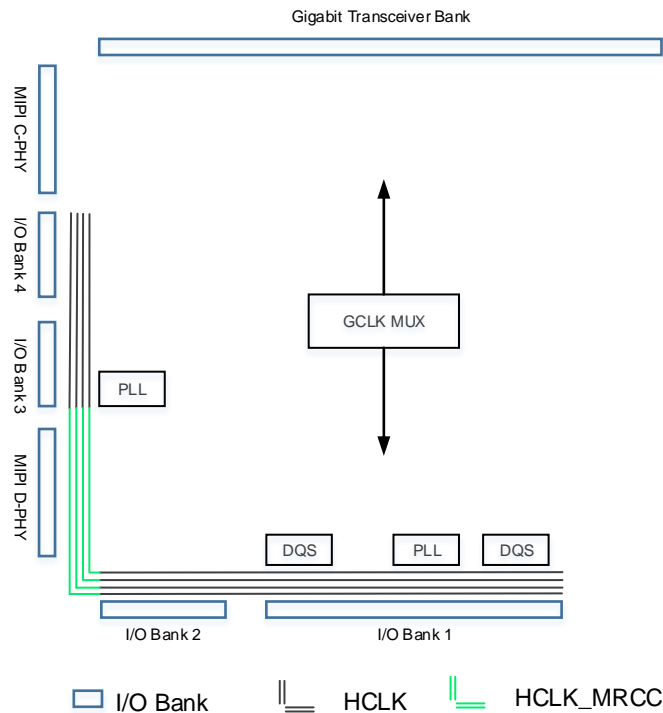 Gigabit Transceiver Bank
MIPI C-PHY
I/O Bank 4
GCLK MUX
I/O Bank 3
PLL
MIPI D-PHY
DQS
PLL
DQS
I/O Bank 2
I/O Bank 1
I/O Bank
HCLK
HCLK_MRCC